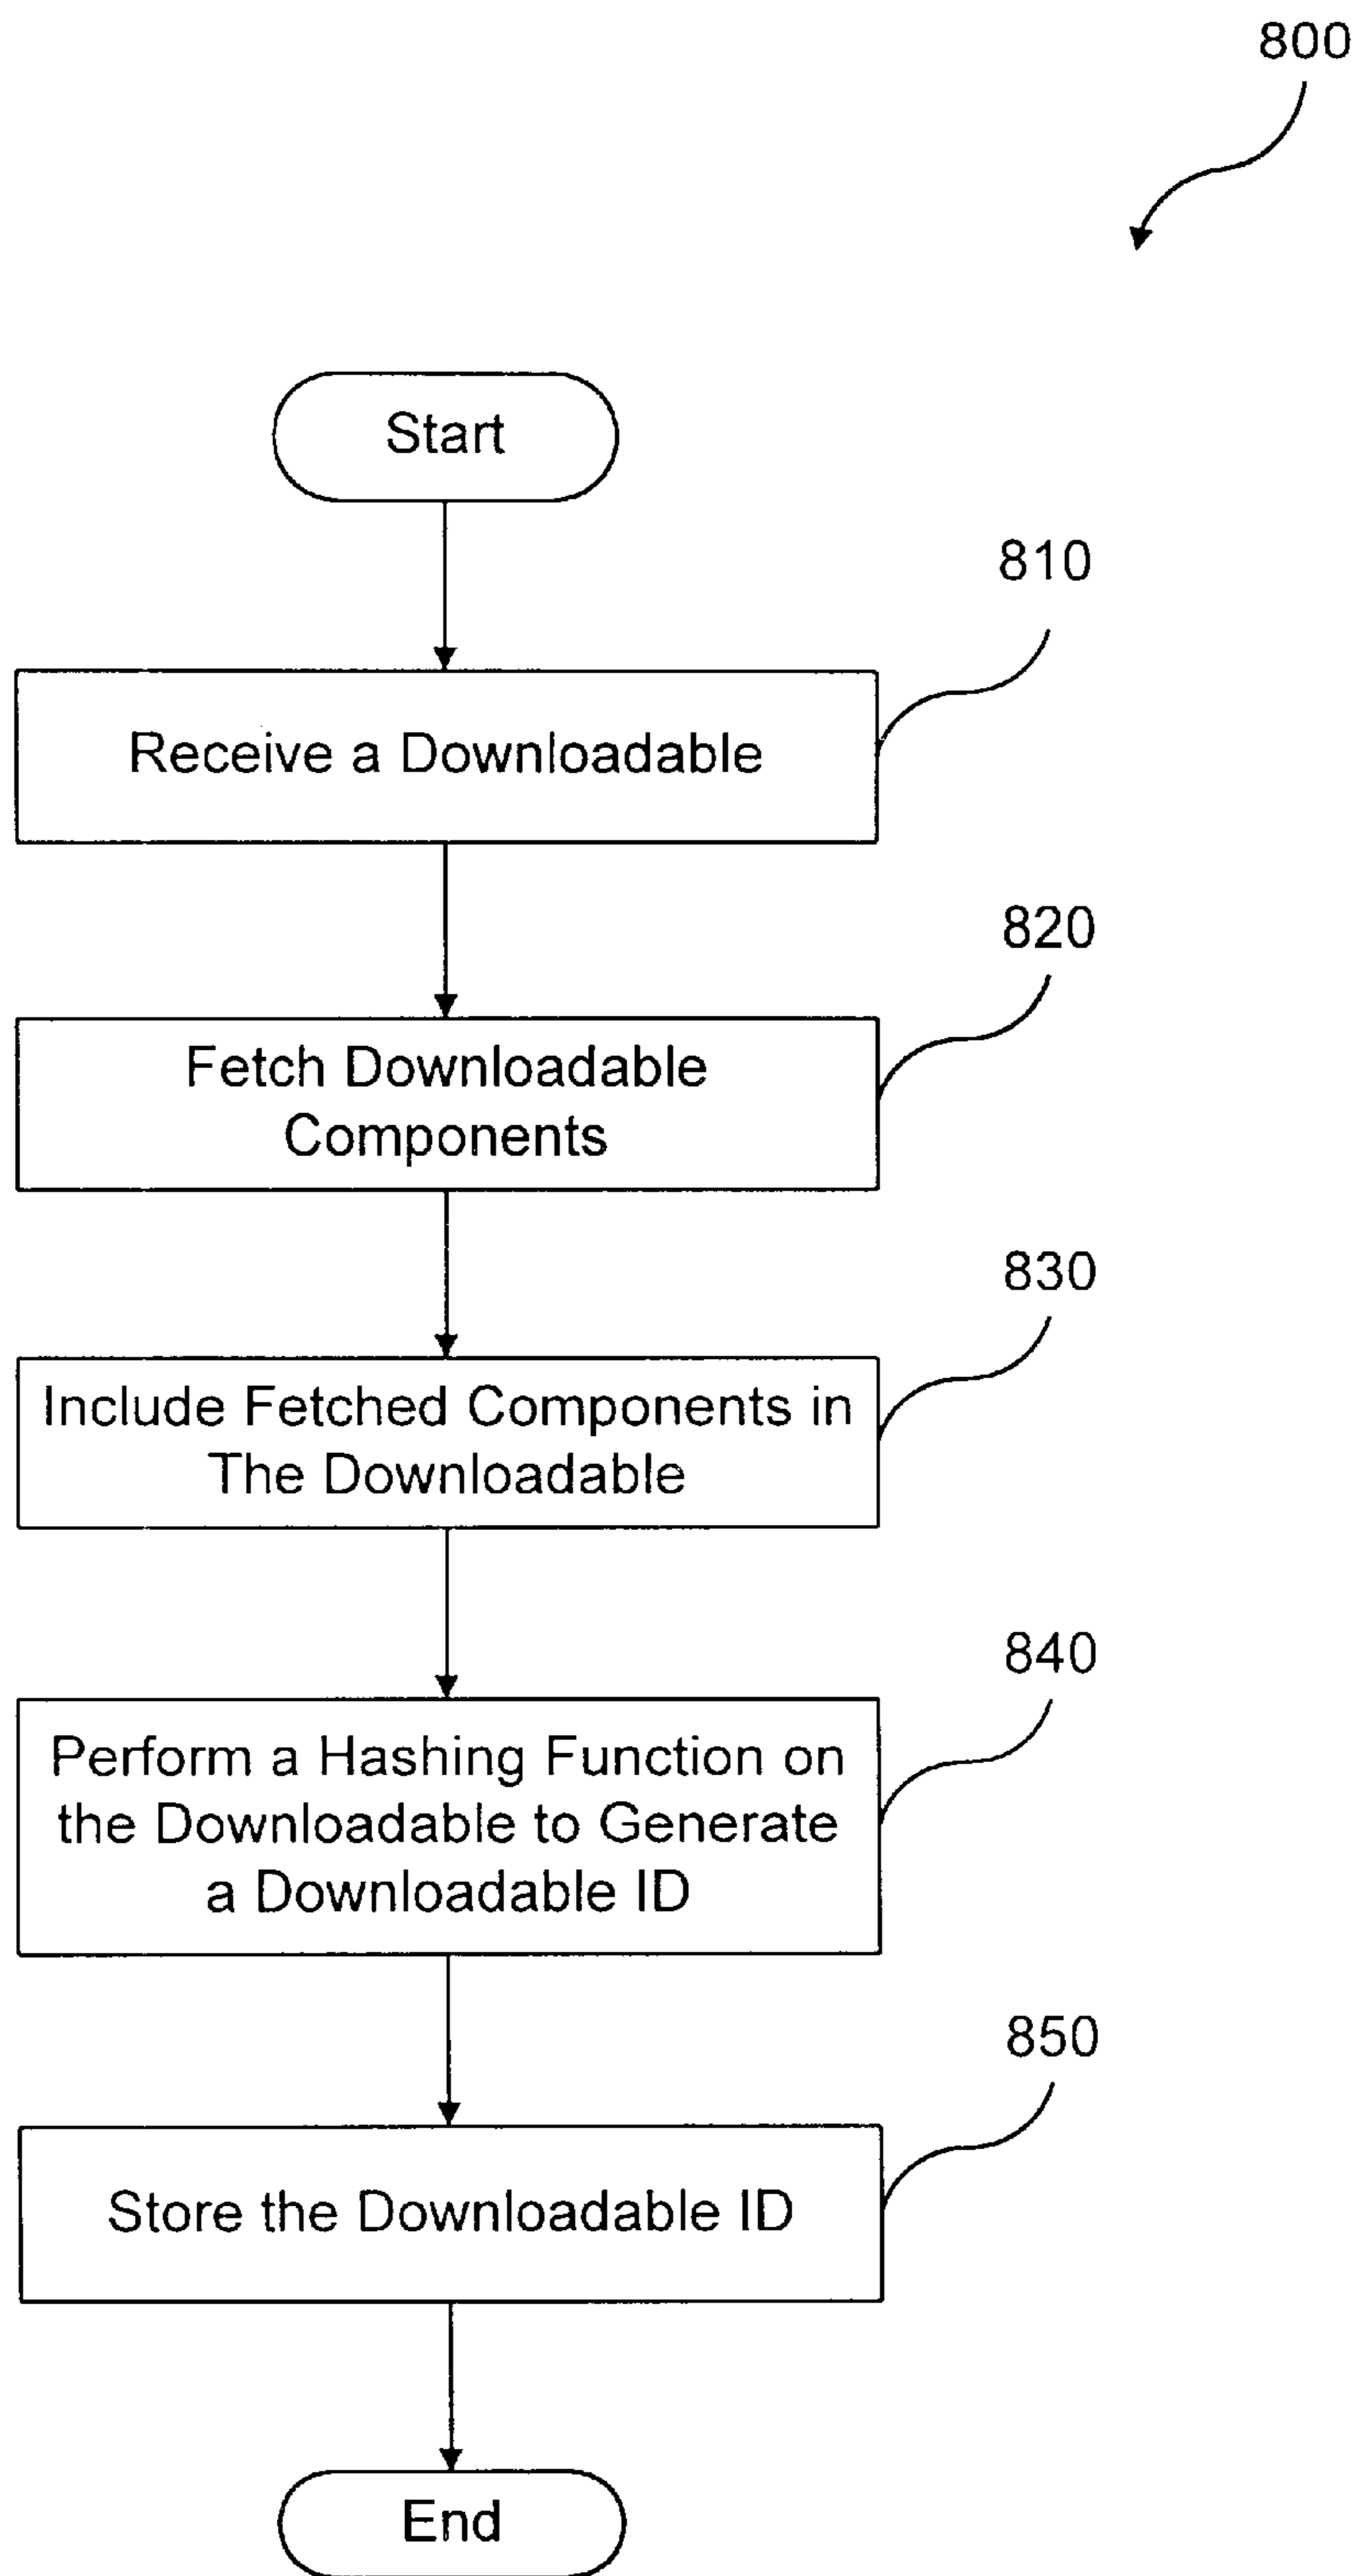 800
Start
810
Receive a Downloadable
820
Fetch Downloadable
Components
830
Include Fetched Components in
The Downloadable
840
Perform a Hashing Function on
the Downloadable to Generate
a Downloadable ID
850
Store the Downloadable ID
End